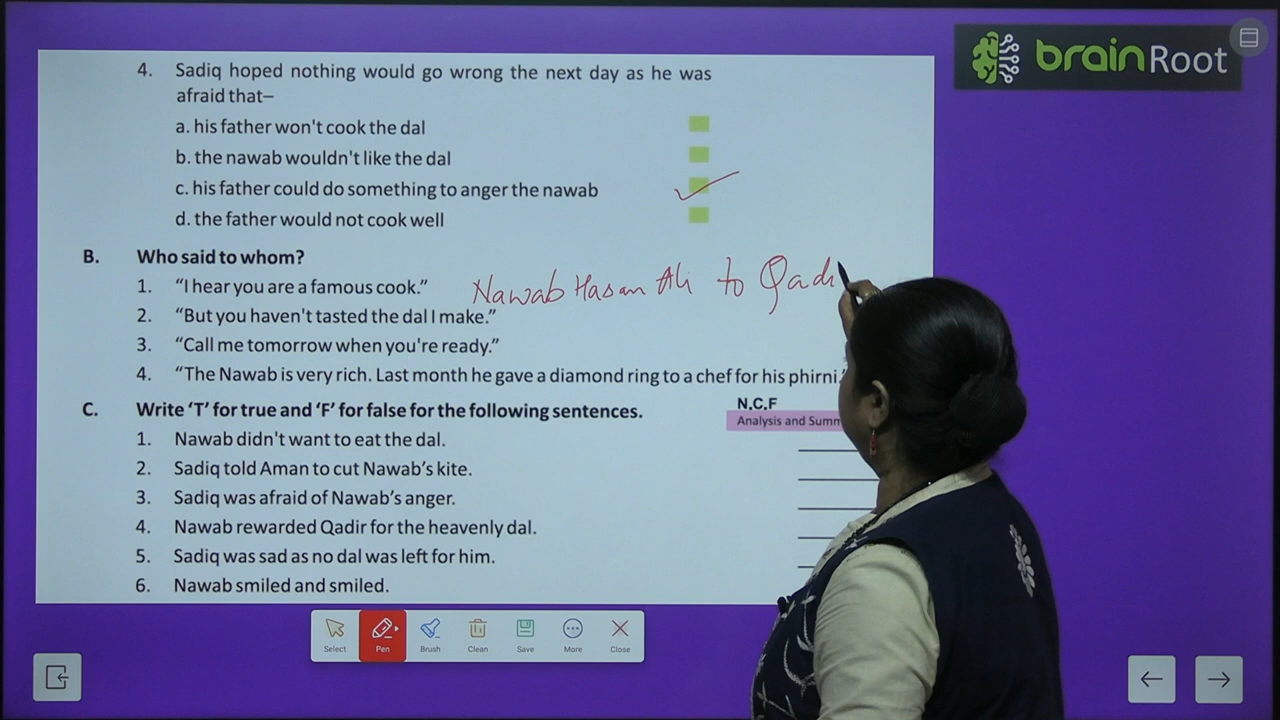 brainRoot
4. Sadiq hoped nothing would go wrong the next day as he was
afraid that–
a. his father won't cook the dal
b. the nawab wouldn't like the dal
c. his father could do something to anger the nawab
d. the father would not cook well
B. Who said to whom?
1. “I hear you are a famous cook.” Nawab Hasan Ali to Qadi
2. “But you haven't tasted the dal I make.”
3. “Call me tomorrow when you're ready.”
4. “The Nawab is very rich. Last month he gave a diamond ring to a chef for his phirni.
C. Write ‘T’ for true and ‘F’ for false for the following sentences.
N.C.F
Analysis and Summ
1. Nawab didn't want to eat the dal.
2. Sadiq told Aman to cut Nawab’s kite.
3. Sadiq was afraid of Nawab’s anger.
4. Nawab rewarded Qadir for the heavenly dal.
5. Sadiq was sad as no dal was left for him.
6. Nawab smiled and smiled.
Select Pen Brush Clean Save More Close